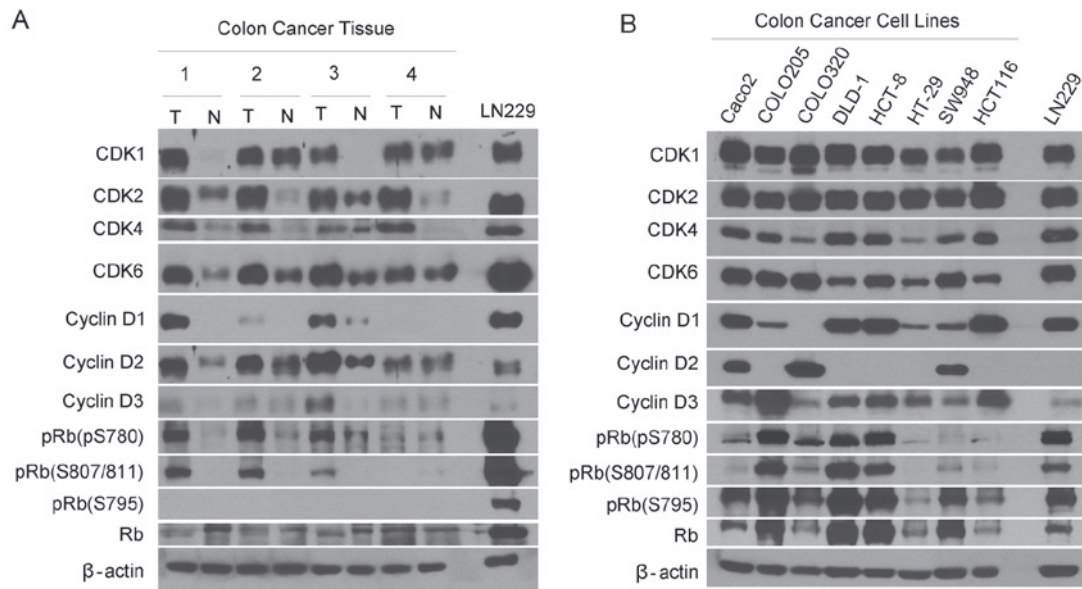 A
Colon Cancer Tissue
1 2 3 4
T N T N T N T N LN229
CDK1
CDK2
CDK4
CDK6
Cyclin D1
Cyclin D2
Cyclin D3
pRb(pS780)
pRb(S807/811)
pRb(S795)
Rb
β-actin
B
Colon Cancer Cell Lines
Caco2 COLO205 COLO320 DLD-1 HCT-8 HT-29 SW948 HCT116 LN229
CDK1
CDK2
CDK4
CDK6
Cyclin D1
Cyclin D2
Cyclin D3
pRb(pS780)
pRb(S807/811)
pRb(S795)
Rb
β-actin